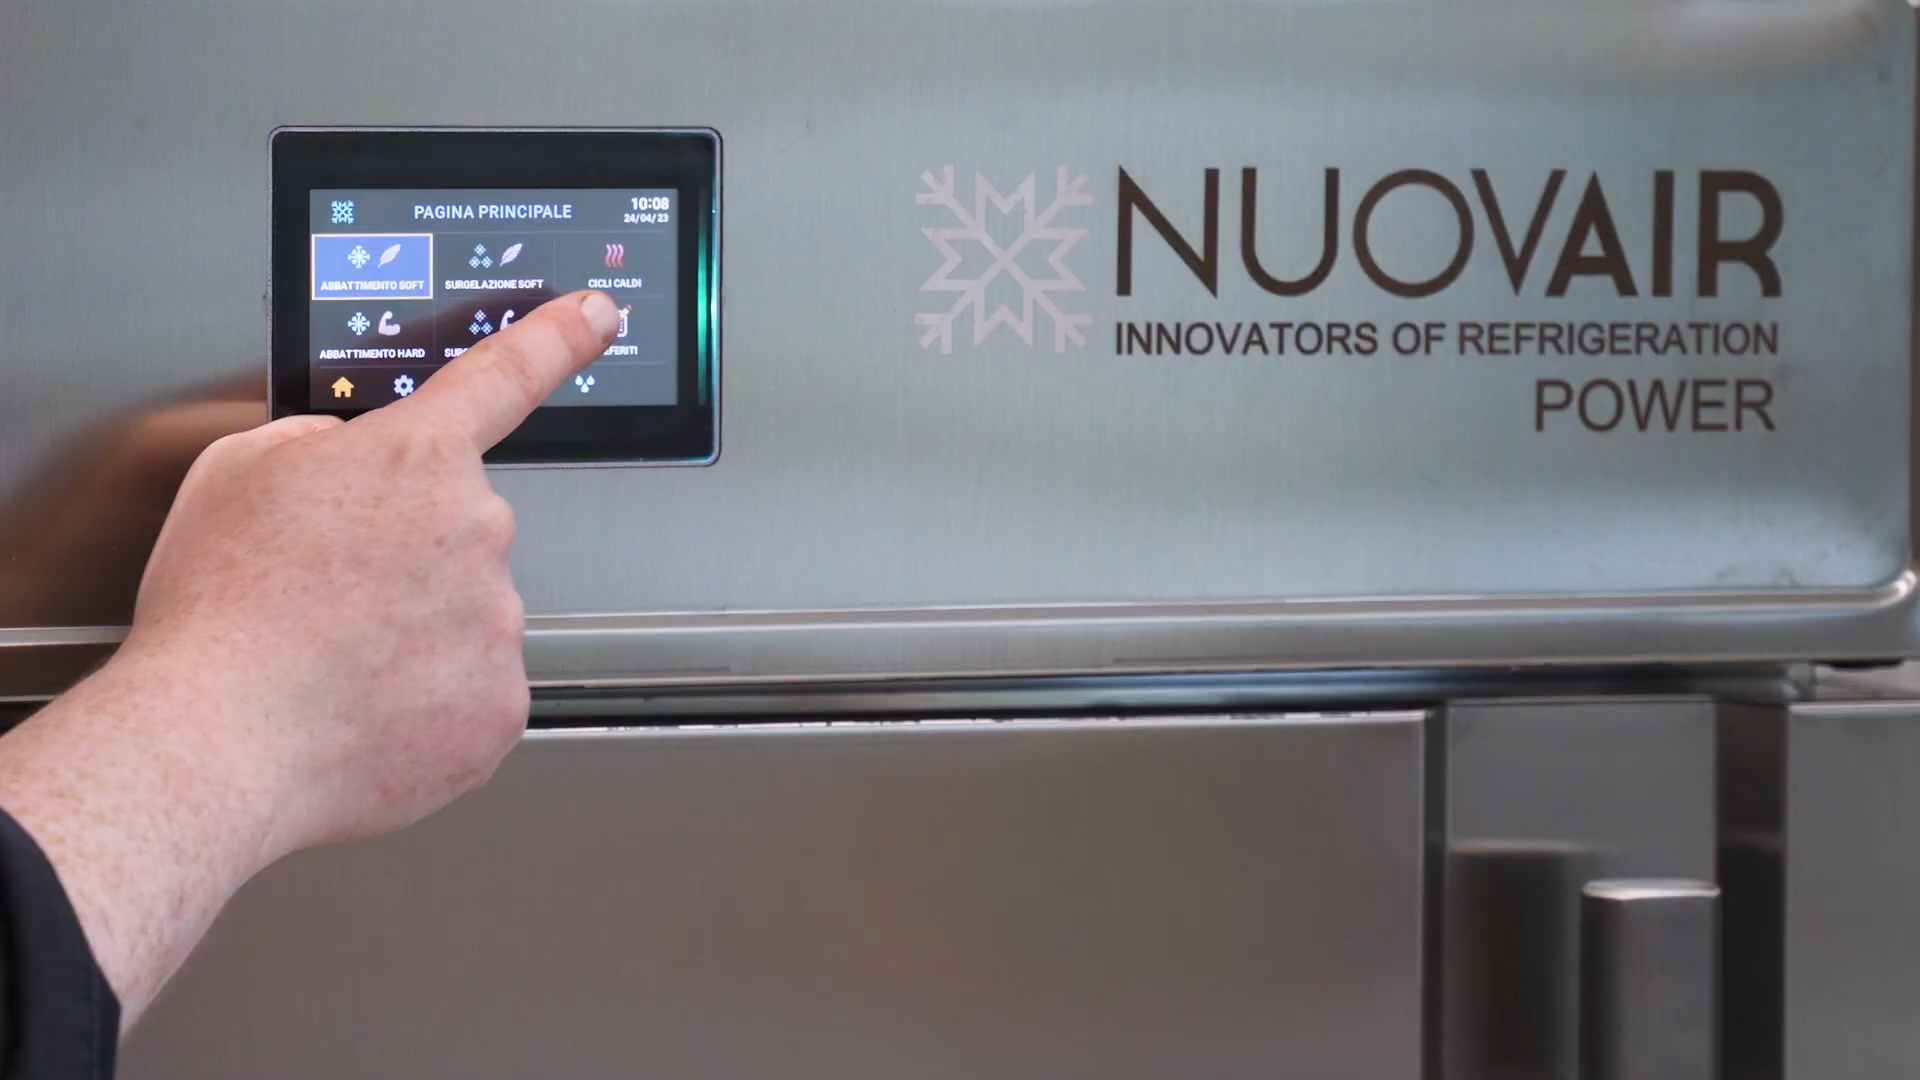 PAGINA PRINCIPALE
10:08
24/04/23
ABBATTIMENTO SOFT
SURGELAZIONE SOFT
CICLI CALDI
ABBATTIMENTO HARD
NUOVAIR
INNOVATORS OF REFRIGERATION
POWER